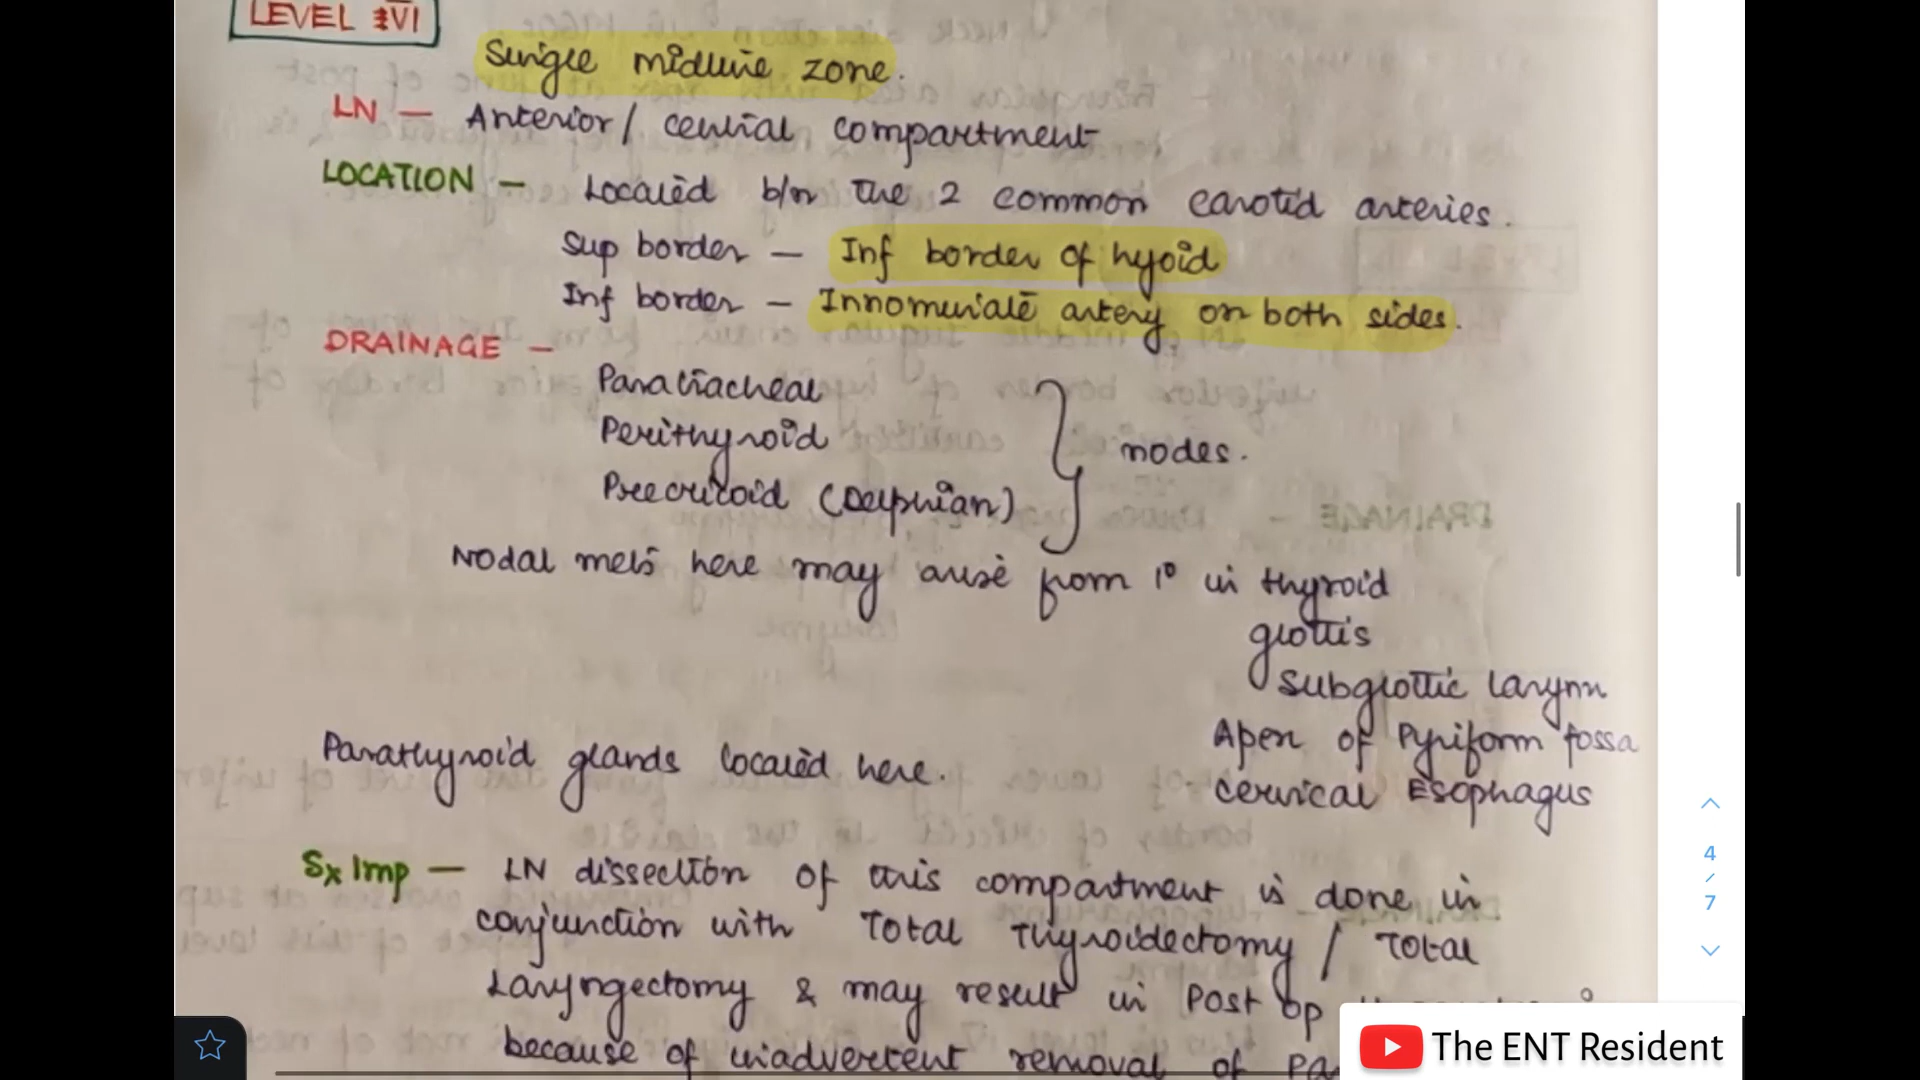 LEVEL VI
Single midline zone.
LN — Anterior / central compartment
LOCATION — Located b/n the 2 common carotid arteries.
Sup border — Inf border of hyoid
Inf border — Innominate artery on both sides.
DRAINAGE —
Paratracheal
Perithyroid
Precricoid (Delphian)
nodes.
Nodal mets here may arise from 1° in thyroid
glottis
Subglottic larynx
Apex of Pyriform fossa
Cervical Esophagus
Parathyroid glands located here.
Sx Imp — LN dissection of this compartment is done in
conjunction with Total Thyroidectomy / Total
Laryngectomy & may result in Post op
because of inadvertent removal of Pa
4
/
7
The ENT Resident